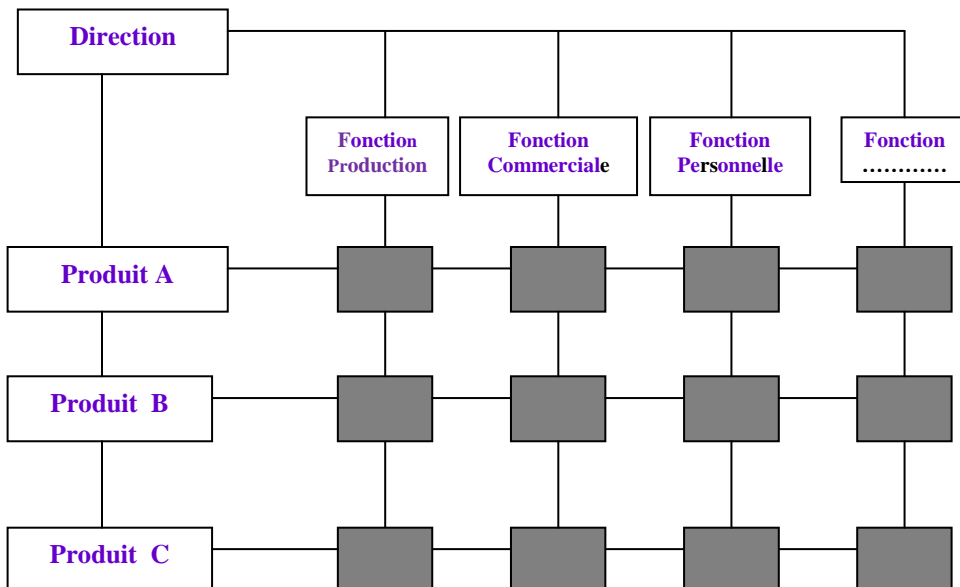 Direction
Fonction
Production
Fonction
Commerciale
Fonction
Personnelle
Fonction
…………
Produit A
Produit  B
Produit  C